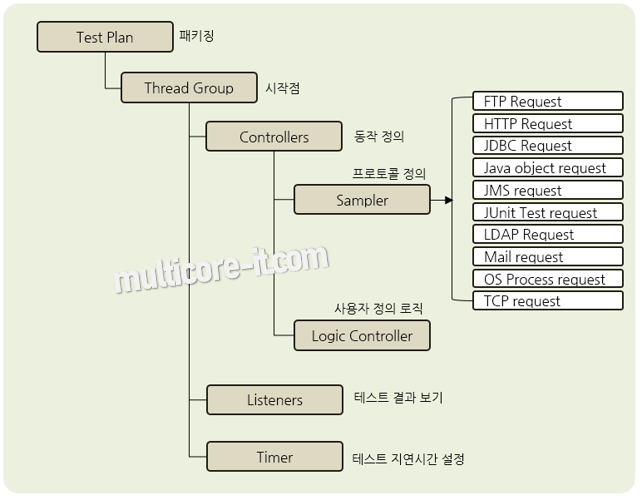 Test Plan 패키징
Thread Group 시작점
Controllers 동작 정의
프로토콜 정의
Sampler
FTP Request
HTTP Request
JDBC Request
Java object request
JMS request
JUnit Test request
LDAP Request
Mail request
OS Process request
TCP request
multicore-it.com
사용자 정의 로직
Logic Controller
Listeners 테스트 결과 보기
Timer 테스트 지연시간 설정